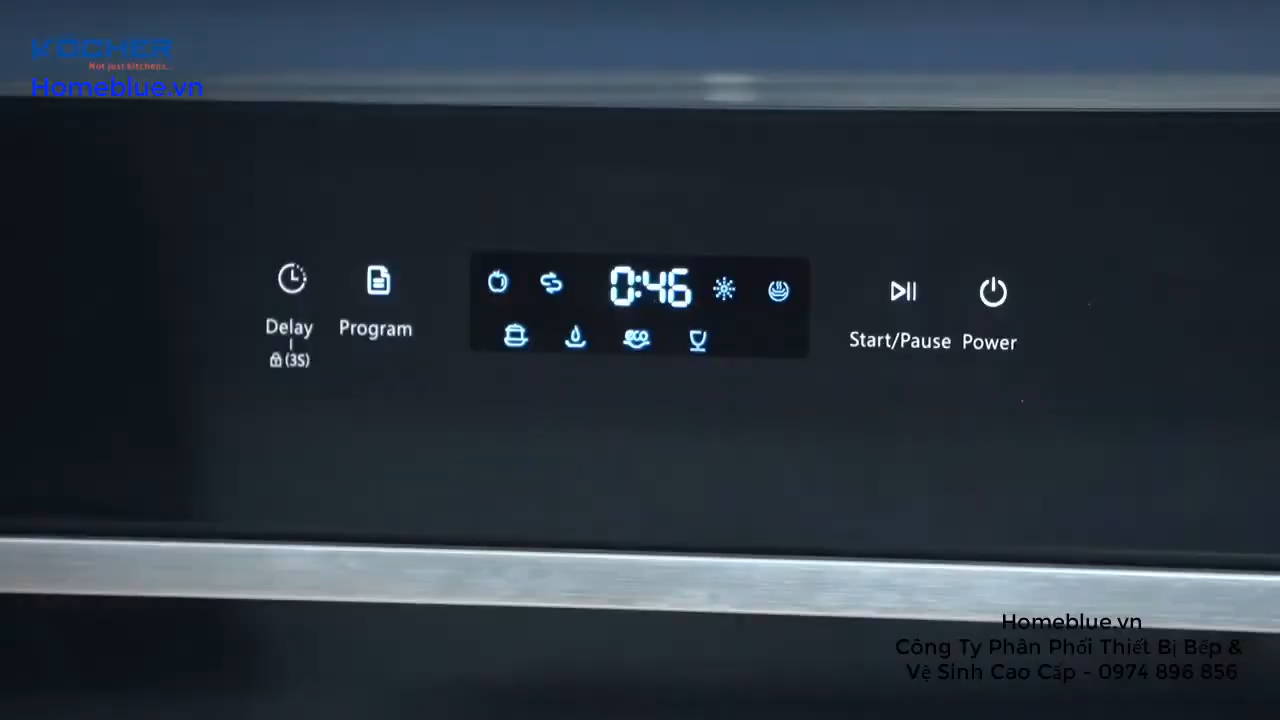 KOCHER
Not just kitchens...
Homeblue.vn
0:46
eco
Delay
Program
(3S)
Start/Pause
Power
Homeblue.vn
Công Ty Phân Phối Thiết Bị Bếp &
Vệ Sinh Cao Cấp - 0974 896 856